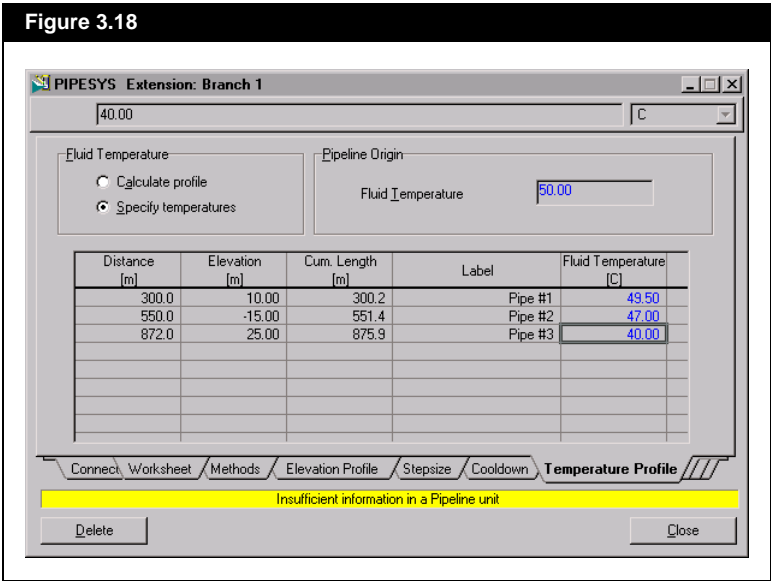 Figure 3.18
PIPESYS Extension: Branch 1
40.00 C
Fluid Temperature
Calculate profile
Specify temperatures
Pipeline Origin
Fluid Temperature 50.00
Distance [m] Elevation [m] Cum. Length [m] Label Fluid Temperature [C]
300.0 10.00 300.2 Pipe #1 49.50
550.0 -15.00 551.4 Pipe #2 47.00
872.0 25.00 875.9 Pipe #3 40.00
Connect Worksheet Methods Elevation Profile Stepsize Cooldown Temperature Profile
Insufficient information in a Pipeline unit
Delete Close